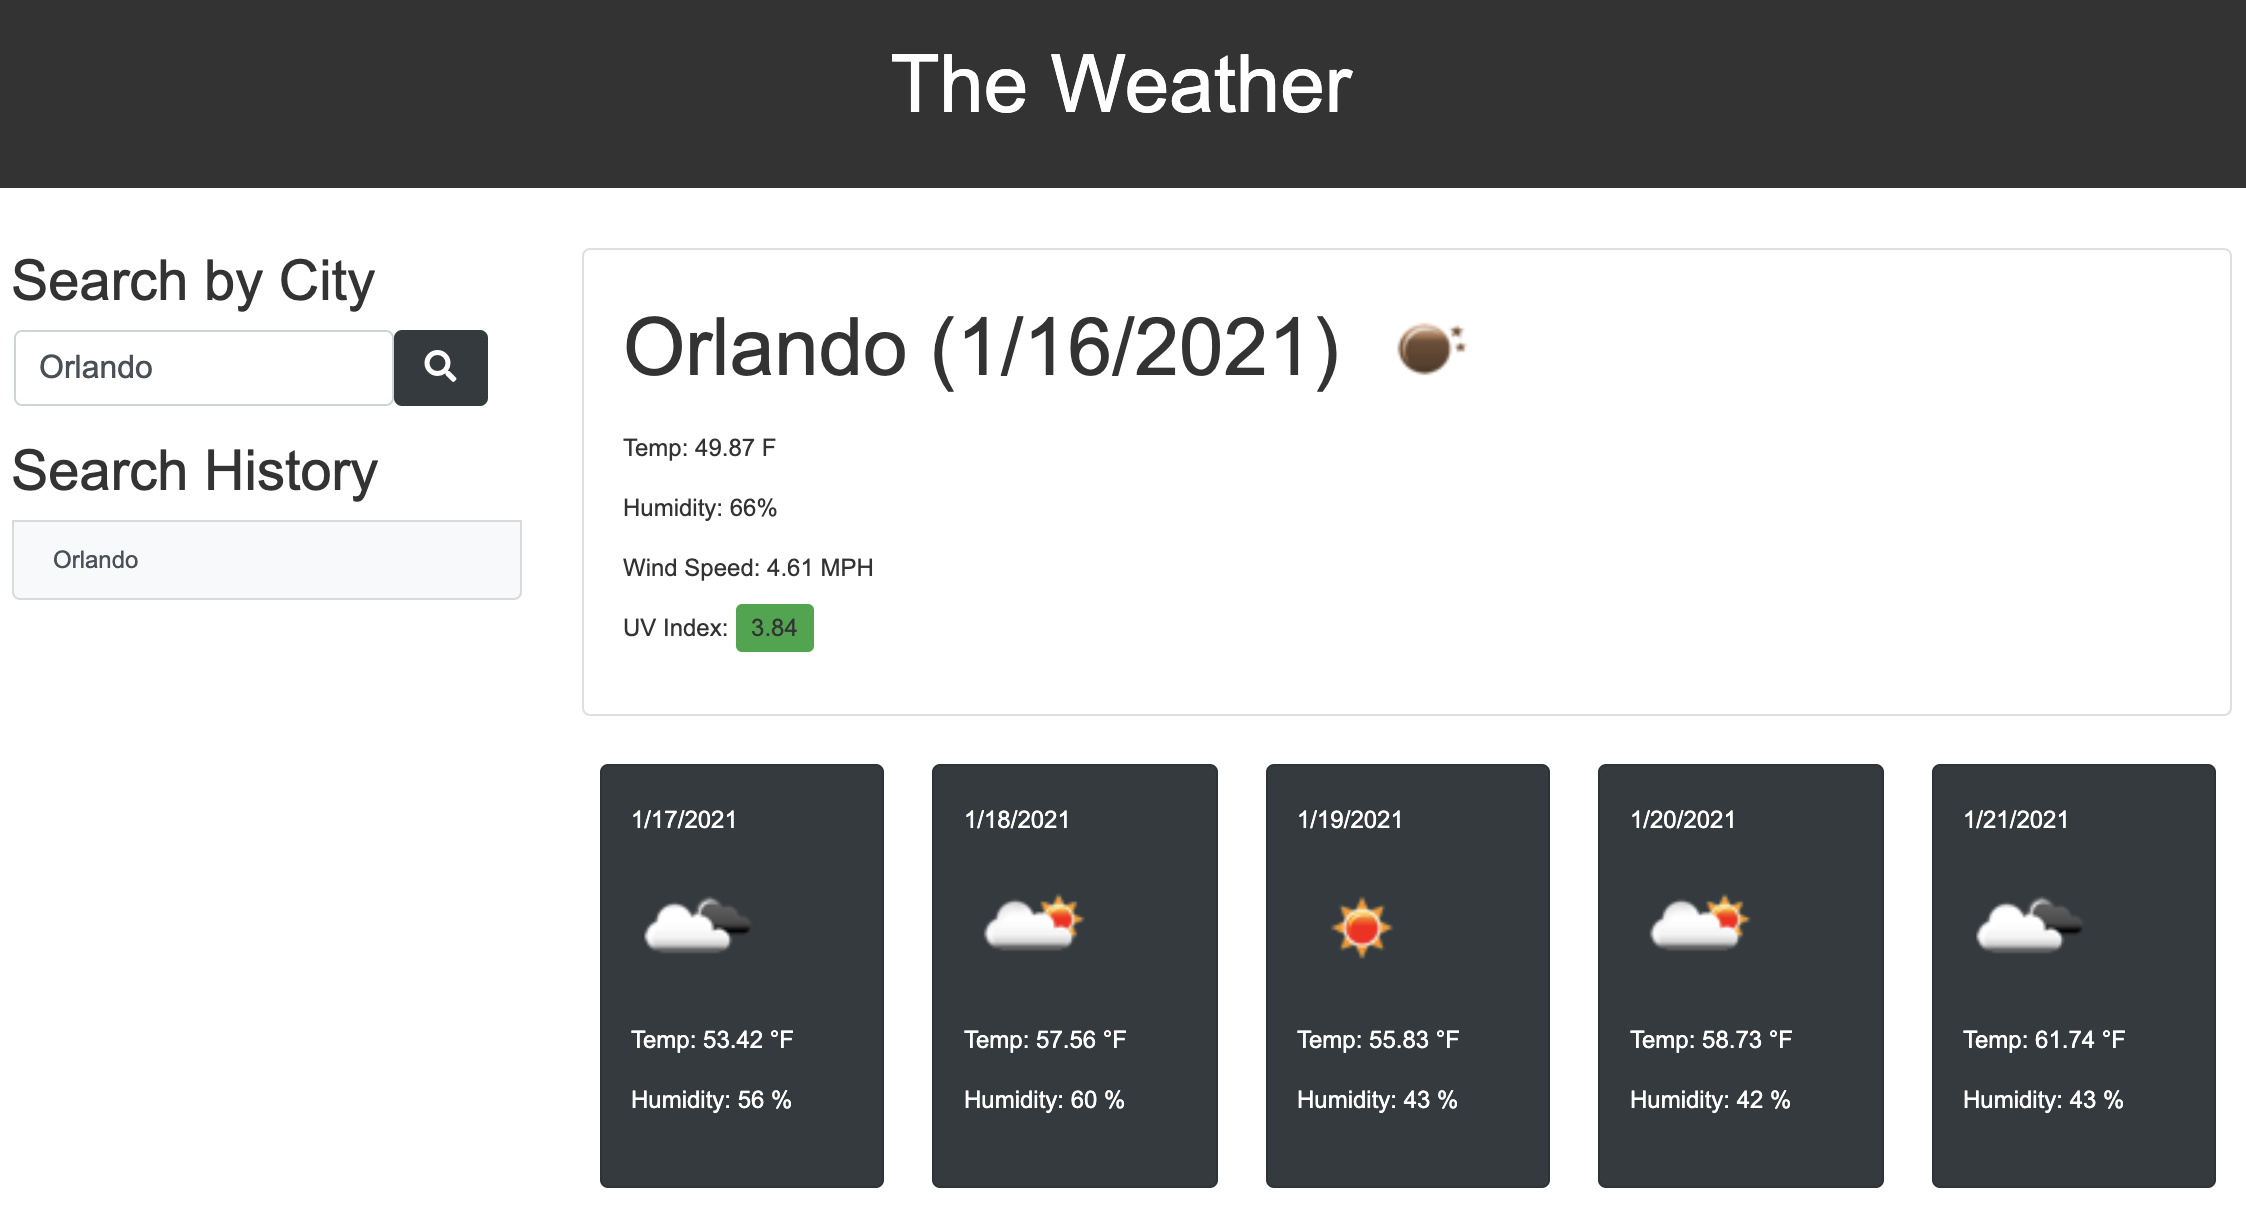 The Weather
Search by City
Orlando
Search History
Orlando
Orlando (1/16/2021)
Temp: 49.87 F
Humidity: 66%
Wind Speed: 4.61 MPH
UV Index: 3.84
1/17/2021
Temp: 53.42 °F
Humidity: 56 %
1/18/2021
Temp: 57.56 °F
Humidity: 60 %
1/19/2021
Temp: 55.83 °F
Humidity: 43 %
1/20/2021
Temp: 58.73 °F
Humidity: 42 %
1/21/2021
Temp: 61.74 °F
Humidity: 43 %